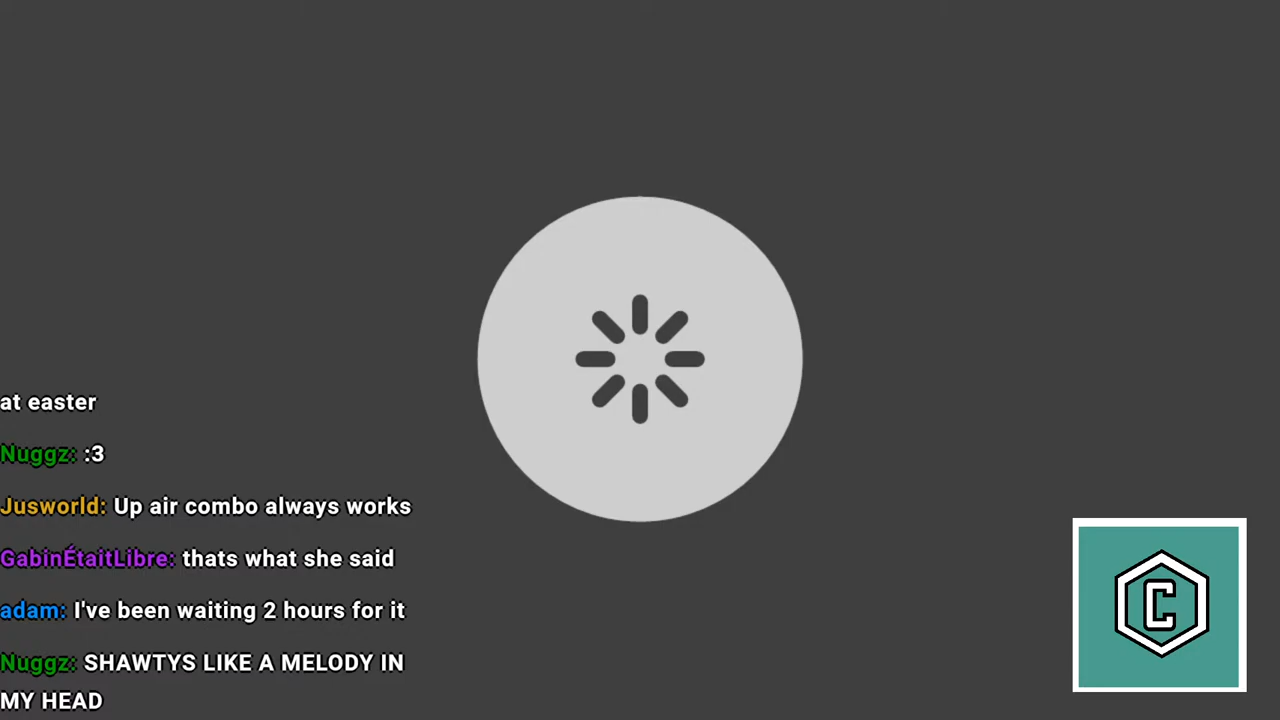 at easter
Nuggz: :3
Jusworld: Up air combo always works
GabinÉtaitLibre: thats what she said
adam: I've been waiting 2 hours for it
Nuggz: SHAWTYS LIKE A MELODY IN
MY HEAD
C